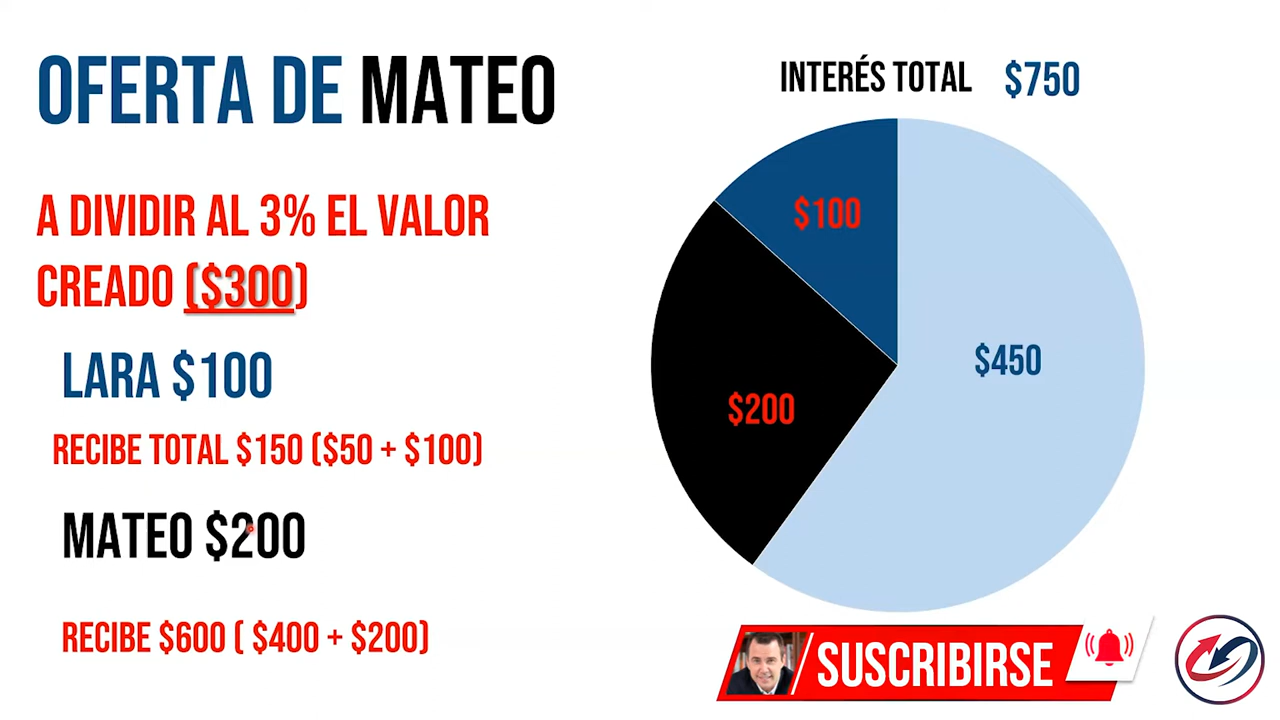 OFERTA DE MATEO
A DIVIDIR AL 3% EL VALOR
CREADO ($300)
LARA $100
RECIBE TOTAL $150 ($50 + $100)
MATEO $200
RECIBE $600 ( $400 + $200)
INTERÉS TOTAL $750
$100
$450
$200
SUSCRIBIRSE